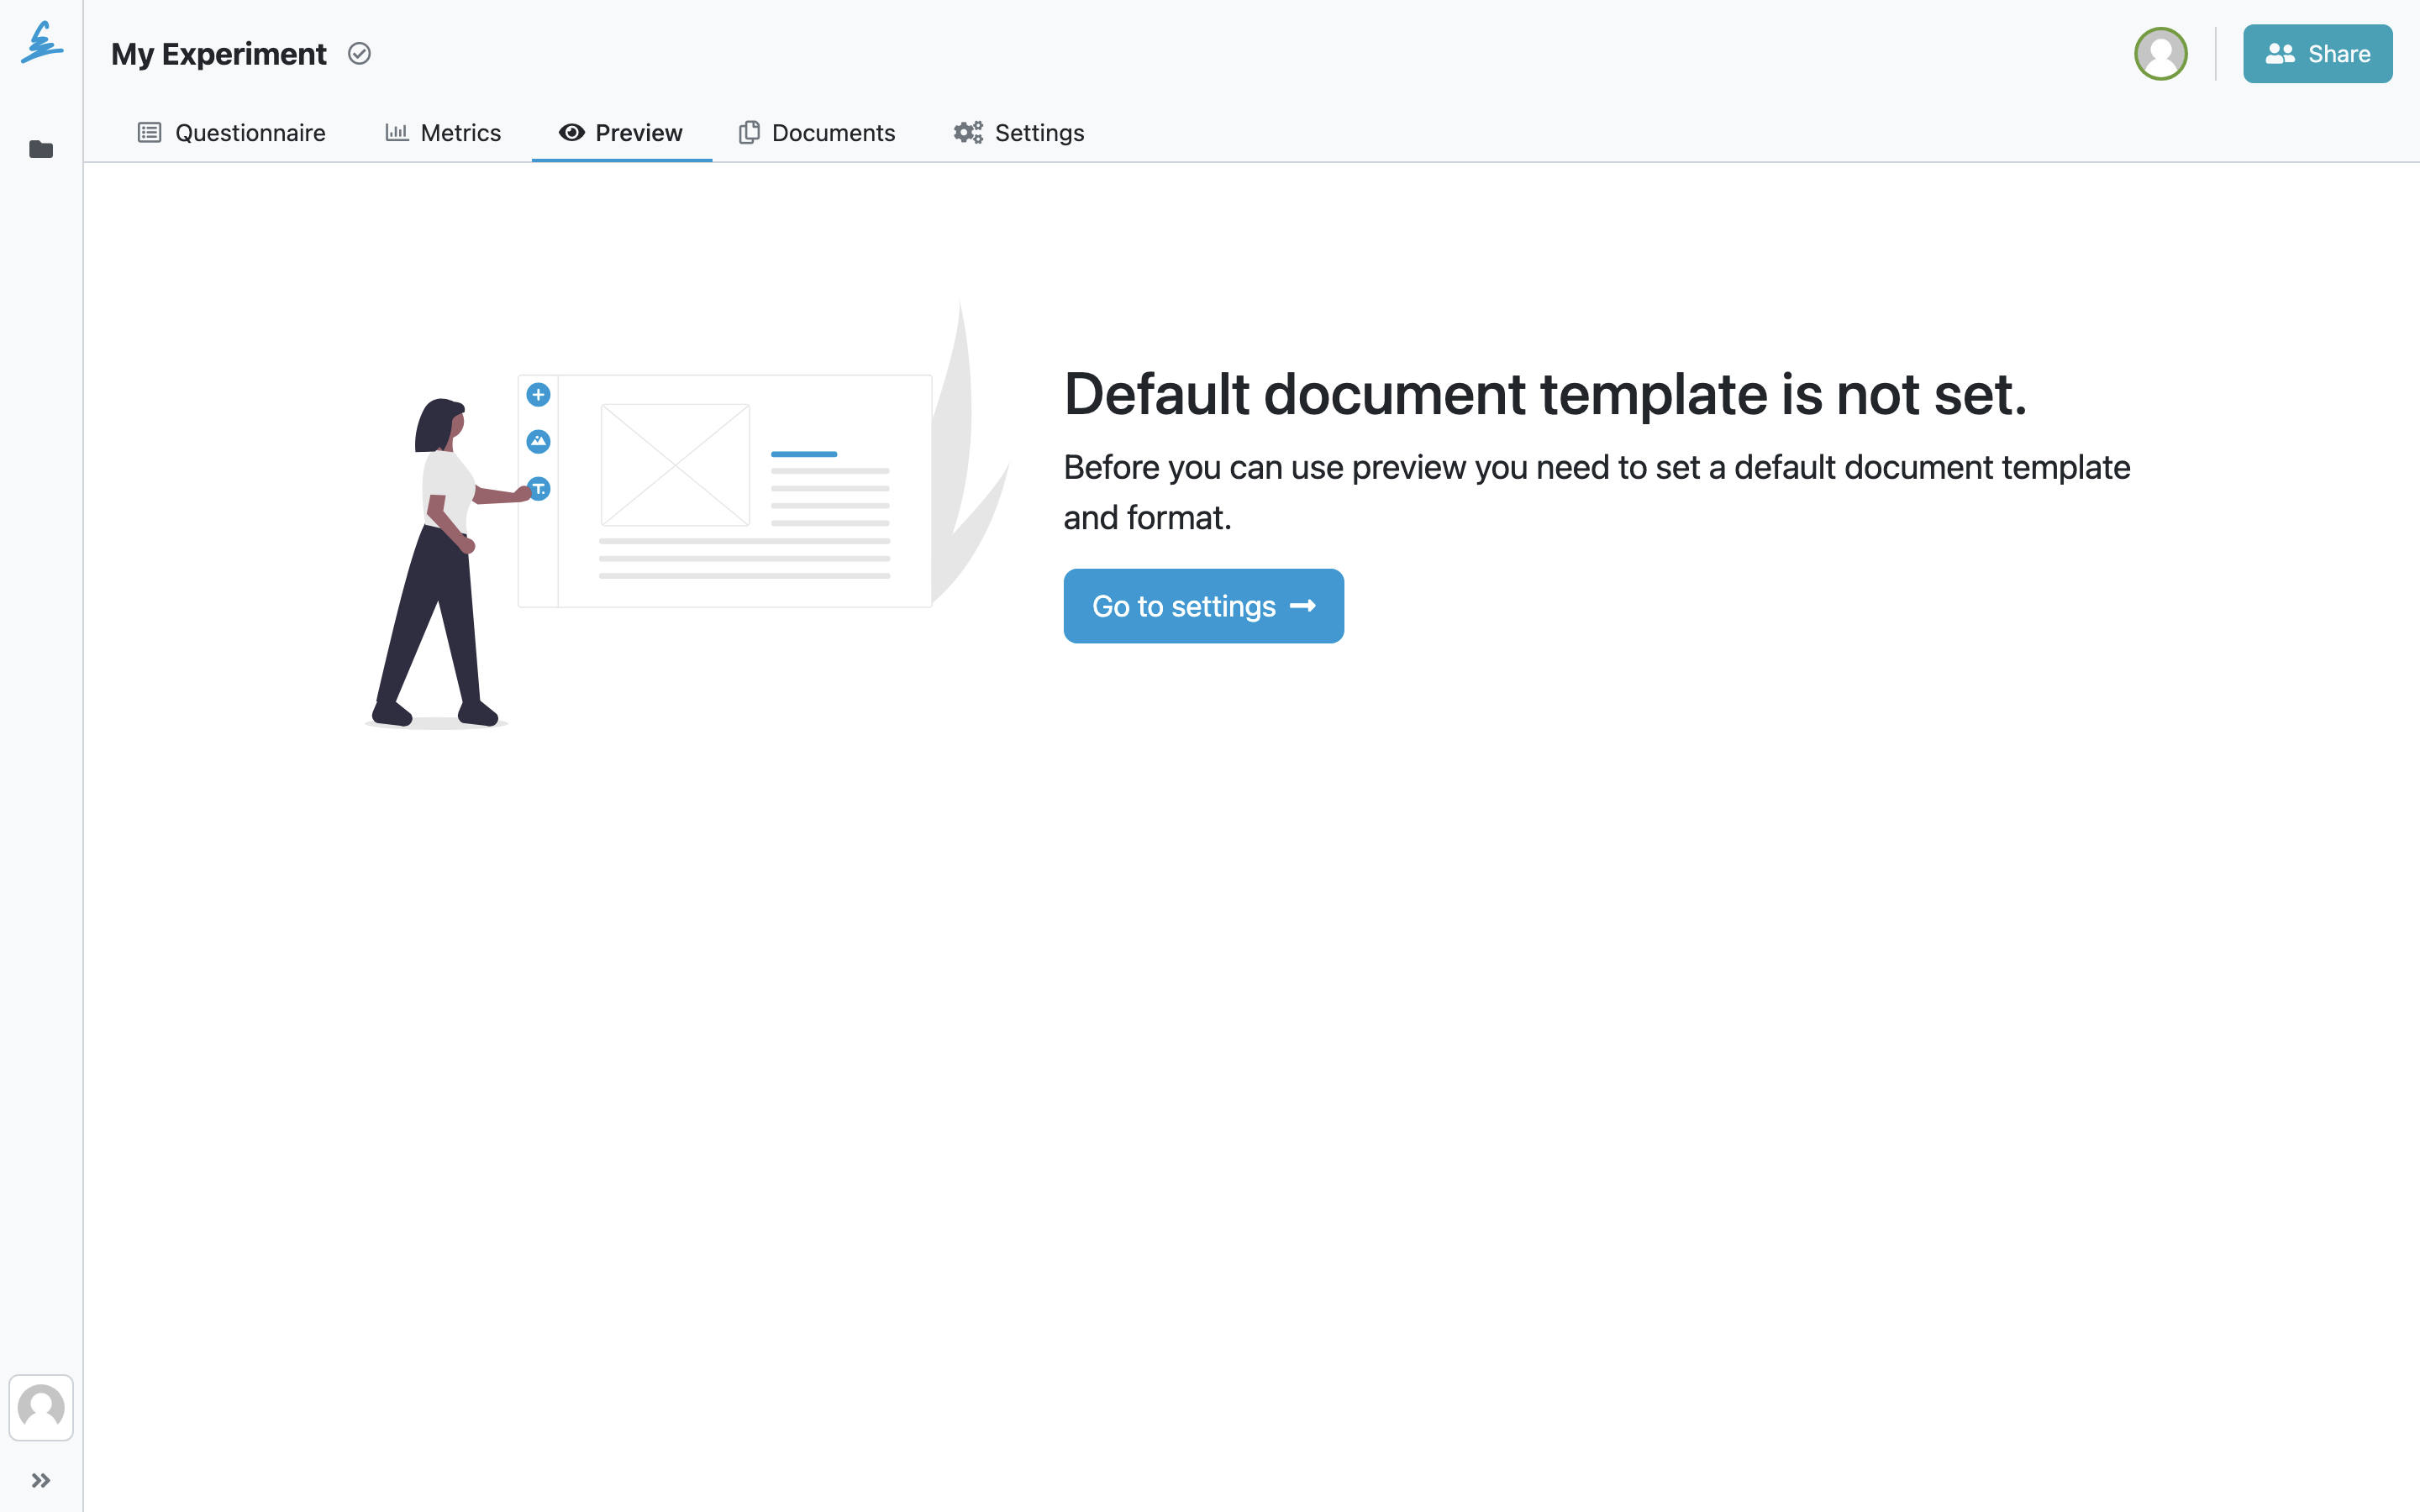 My Experiment
Share
Questionnaire
Metrics
Preview
Documents
Settings
T.
Default document template is not set.
Before you can use preview you need to set a default document template
and format.
Go to settings